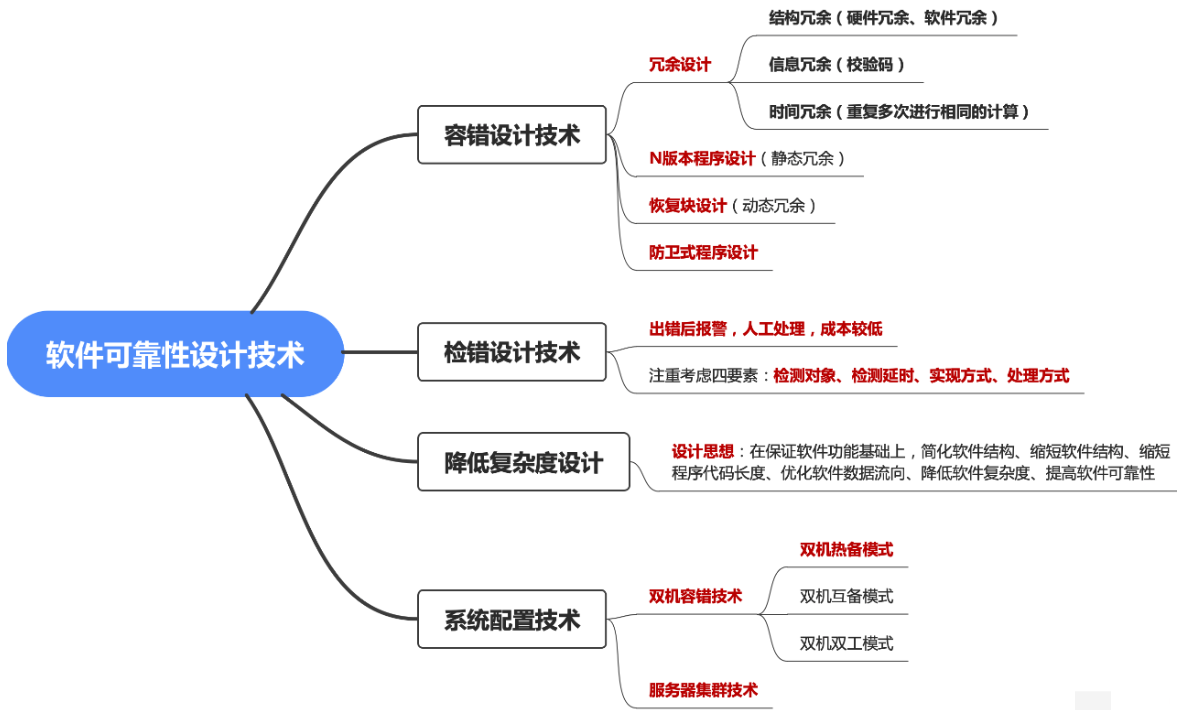 软件可靠性设计技术
容错设计技术
冗余设计
结构冗余（硬件冗余、软件冗余）
信息冗余（校验码）
时间冗余（重复多次进行相同的计算）
N版本程序设计（静态冗余）
恢复块设计（动态冗余）
防卫式程序设计
检错设计技术
出错后报警，人工处理，成本较低
注重考虑四要素：检测对象、检测延时、实现方式、处理方式
降低复杂度设计
设计思想：在保证软件功能基础上，简化软件结构、缩短软件结构、缩短
程序代码长度、优化软件数据流向、降低软件复杂度、提高软件可靠性
系统配置技术
双机容错技术
双机热备模式
双机互备模式
双机双工模式
服务器集群技术